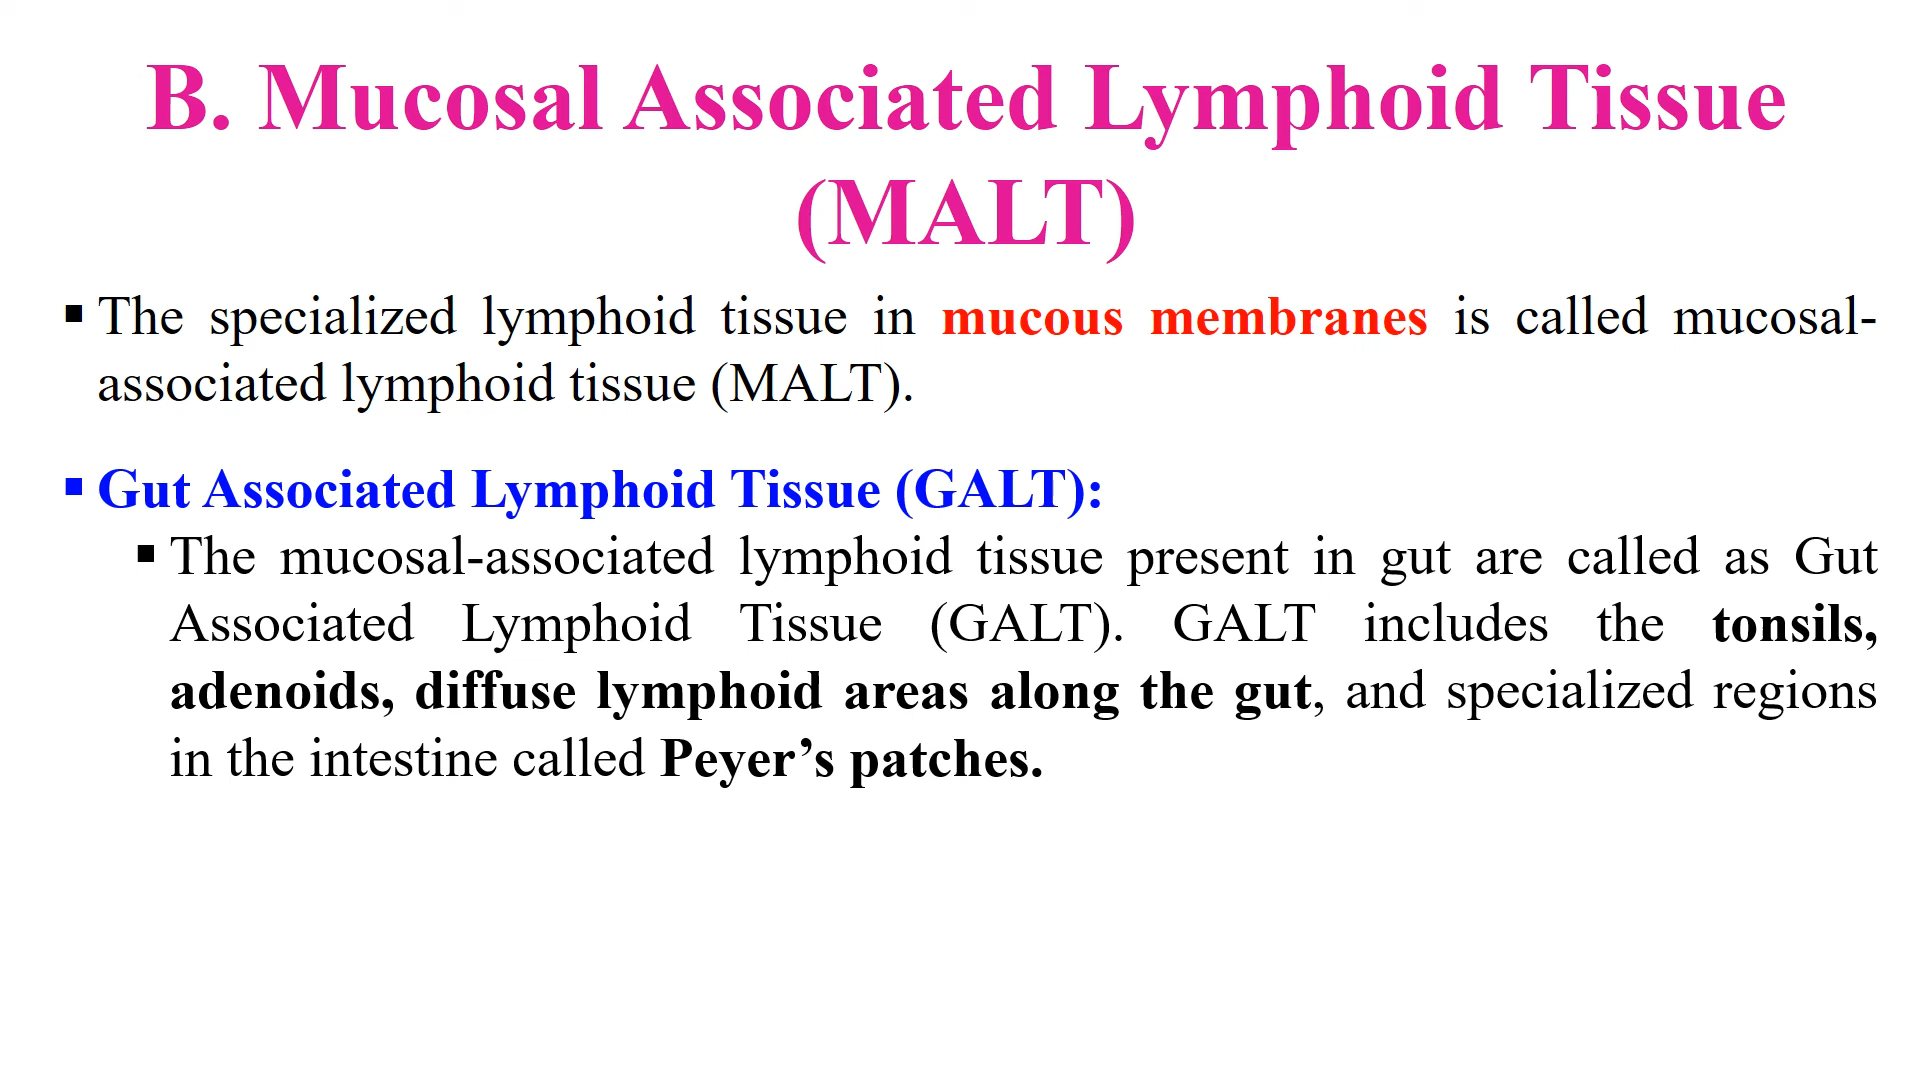 B. Mucosal Associated Lymphoid Tissue
(MALT)
▪ The specialized lymphoid tissue in mucous membranes is called mucosal-
associated lymphoid tissue (MALT).
▪ Gut Associated Lymphoid Tissue (GALT):
▪ The mucosal-associated lymphoid tissue present in gut are called as Gut
Associated Lymphoid Tissue (GALT). GALT includes the tonsils,
adenoids, diffuse lymphoid areas along the gut, and specialized regions
in the intestine called Peyer’s patches.